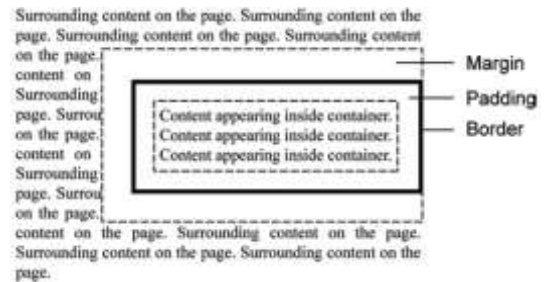 Surrounding content on the page. Surrounding content on the
page. Surrounding content on the page. Surrounding content
on the page.
content on
Surrounding
page. Surrou
on the page.
content on
Surrounding
page. Surrou
on the page.
content on the page. Surrounding content on the page.
Surrounding content on the page. Surrounding content on the
page.
Content appearing inside container.
Content appearing inside container.
Content appearing inside container.
Margin
Padding
Border